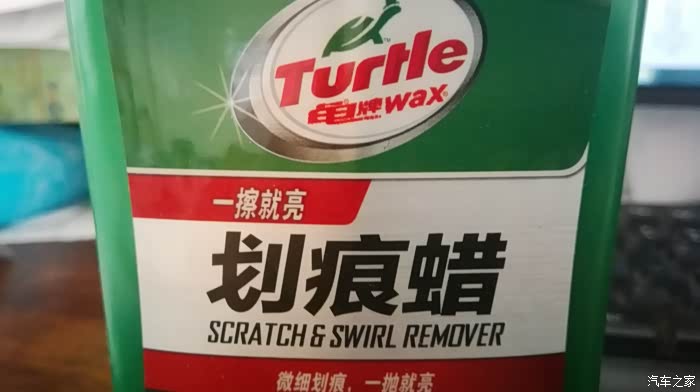 Turtle
龟牌wax
一擦就亮
划痕蜡
SCRATCH & SWIRL REMOVER
微细划痕，一抛就亮
汽车之家